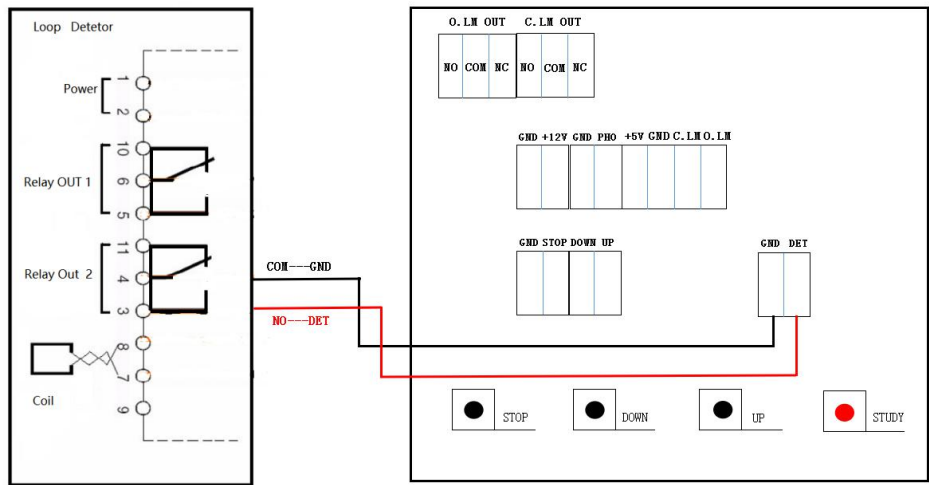 Loop Detetor
Power
1
2
Relay OUT 1
10
6
5
Relay Out 2
11
4
3
8
7
9
Coil
COM---GND
NO---DET
O.LM OUT C.LM OUT
NO COM NC NO COM NC
GND +12V GND PHO +5V GND C.LM O.LM
GND STOP DOWN UP
GND DET
STOP DOWN UP STUDY